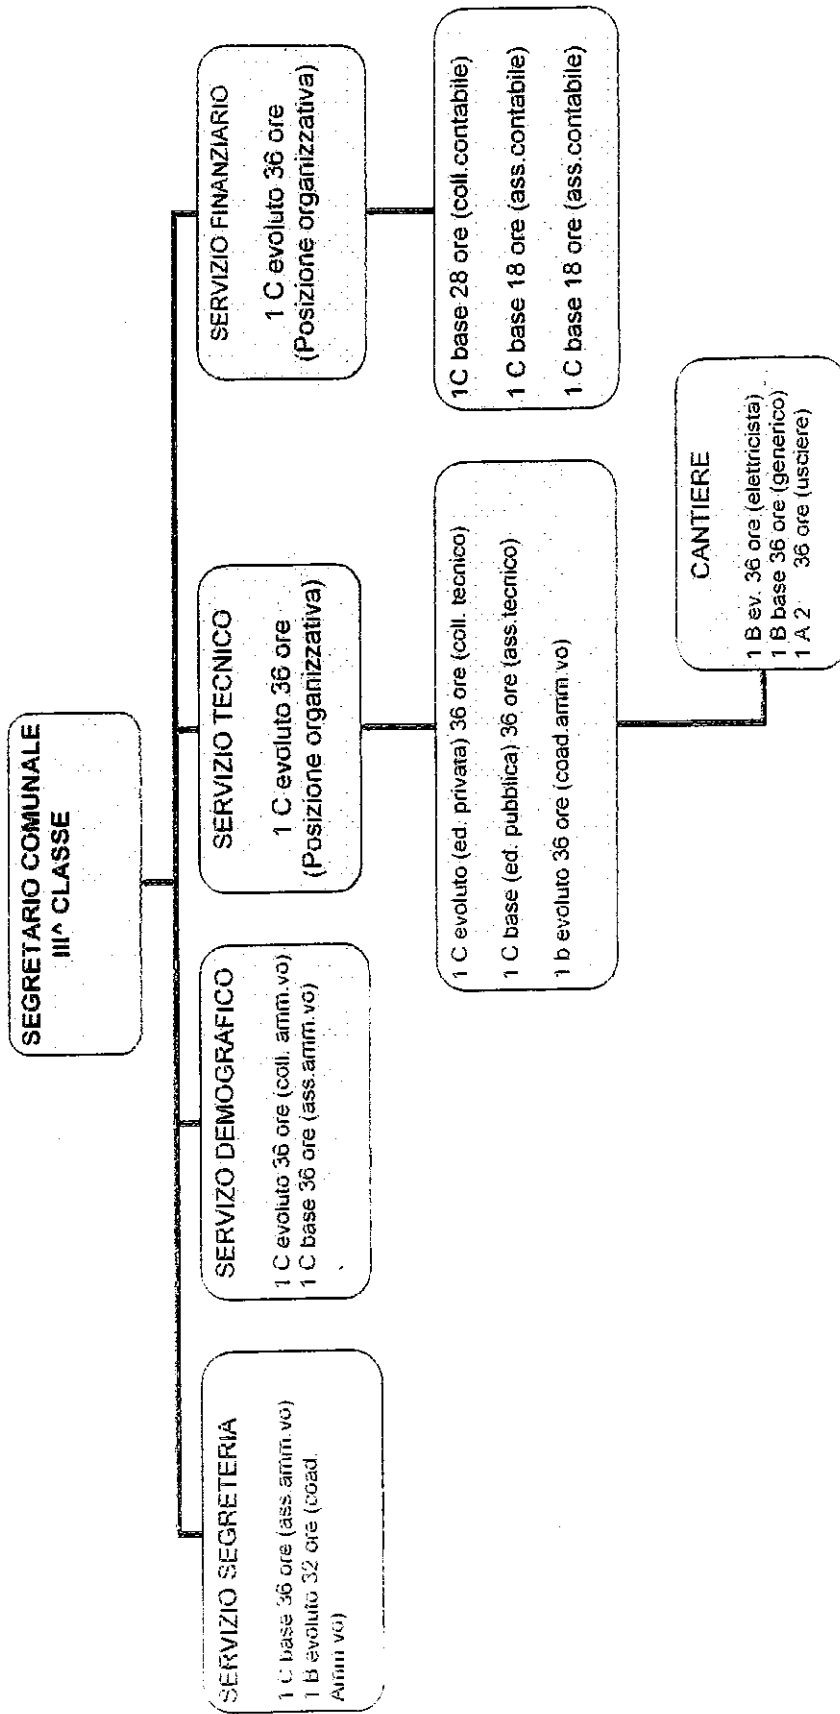 SEGRETARIO COMUNALE
III^ CLASSE
SERVIZIO SEGRETERIA
1 C base 36 ore (ass.amm.vo)
1 B evoluto 32 ore (coad.
Amm vo)
SERVIZO DEMOGRAFICO
1 C evoluto 36 ore (coll. amm.vo)
1 C base 36 ore (ass.amm.vo)
SERVIZIO TECNICO
1 C evoluto 36 ore
(Posizione organizzativa)
SERVIZIO FINANZIARIO
1 C evoluto 36 ore
(Posizione organizzativa)
1 C evoluto (ed. privata) 36 ore (coll. tecnico)
1 C base (ed. pubblica) 36 ore (ass.tecnico)
1 b evoluto 36 ore (coad.amm.vo)
1C base 28 ore (coll.contabile)
1 C base 18 ore (ass.contabile)
1 C base 18 ore (ass.contabile)
CANTIERE
1 B ev. 36 ore (elettricista)
1 B base 36 ore (generico)
1 A 2 36 ore (usciere)